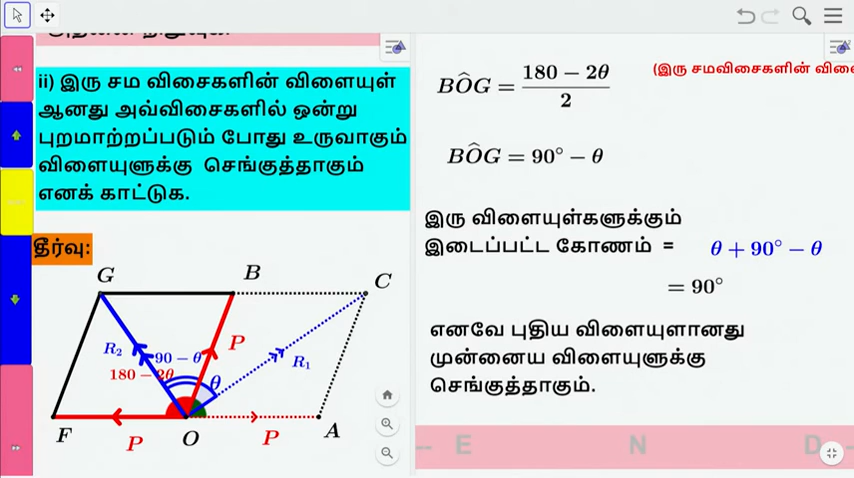 ii) இரு சம விசைகளின் விளையுள்
ஆனது அவ்விசைகளில் ஒன்று
புறமாற்றப்படும் போது உருவாகும்
விளையுளுக்கு செங்குத்தாகும்
எனக் காட்டுக.
தீர்வு:
G
B
C
R₂
90 − θ
P
R₁
180 − 2θ
θ
F
P
O
P
A
BÔG = (180 − 2θ)/2
(இரு சமவிசைகளின்
BÔG = 90° − θ
இரு விளையுள்களுக்கும்
இடைப்பட்ட கோணம் = θ + 90° − θ
= 90°
எனவே புதிய விளையுளானது
முன்னைய விளையுளுக்கு
செங்குத்தாகும்.
-- E N D -